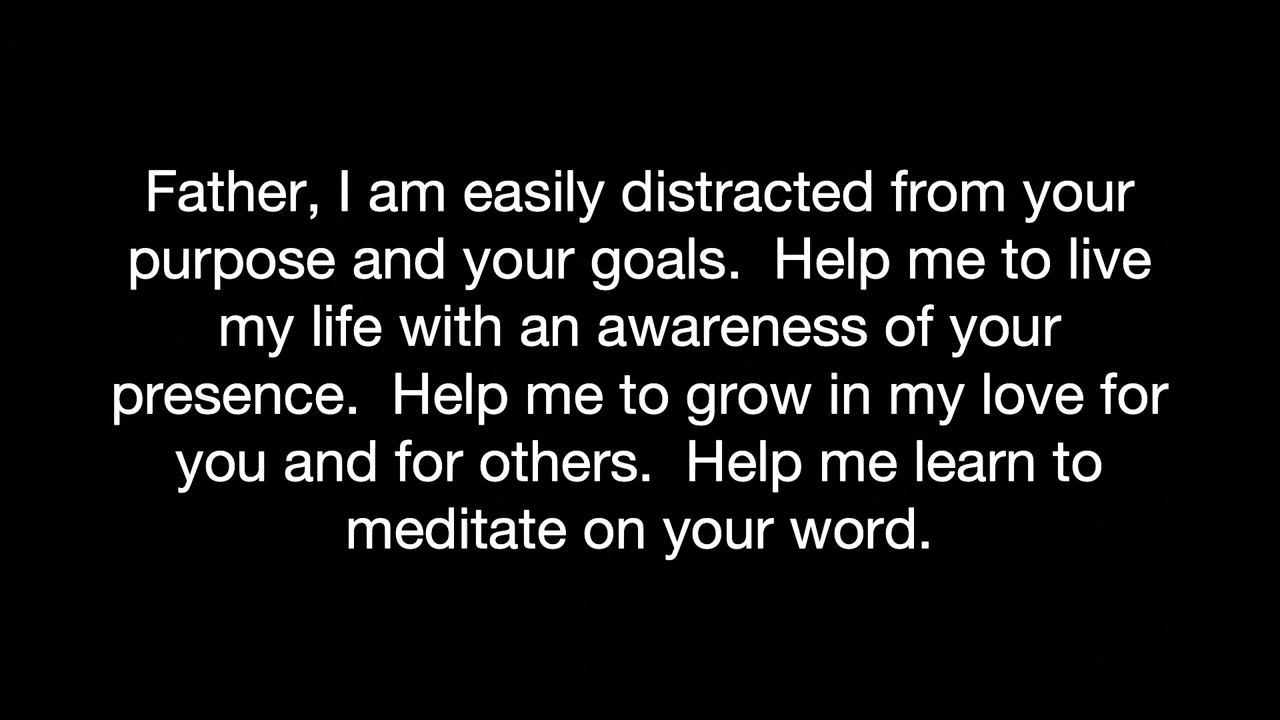 Father, I am easily distracted from your
purpose and your goals.  Help me to live
my life with an awareness of your
presence.  Help me to grow in my love for
you and for others.  Help me learn to
meditate on your word.